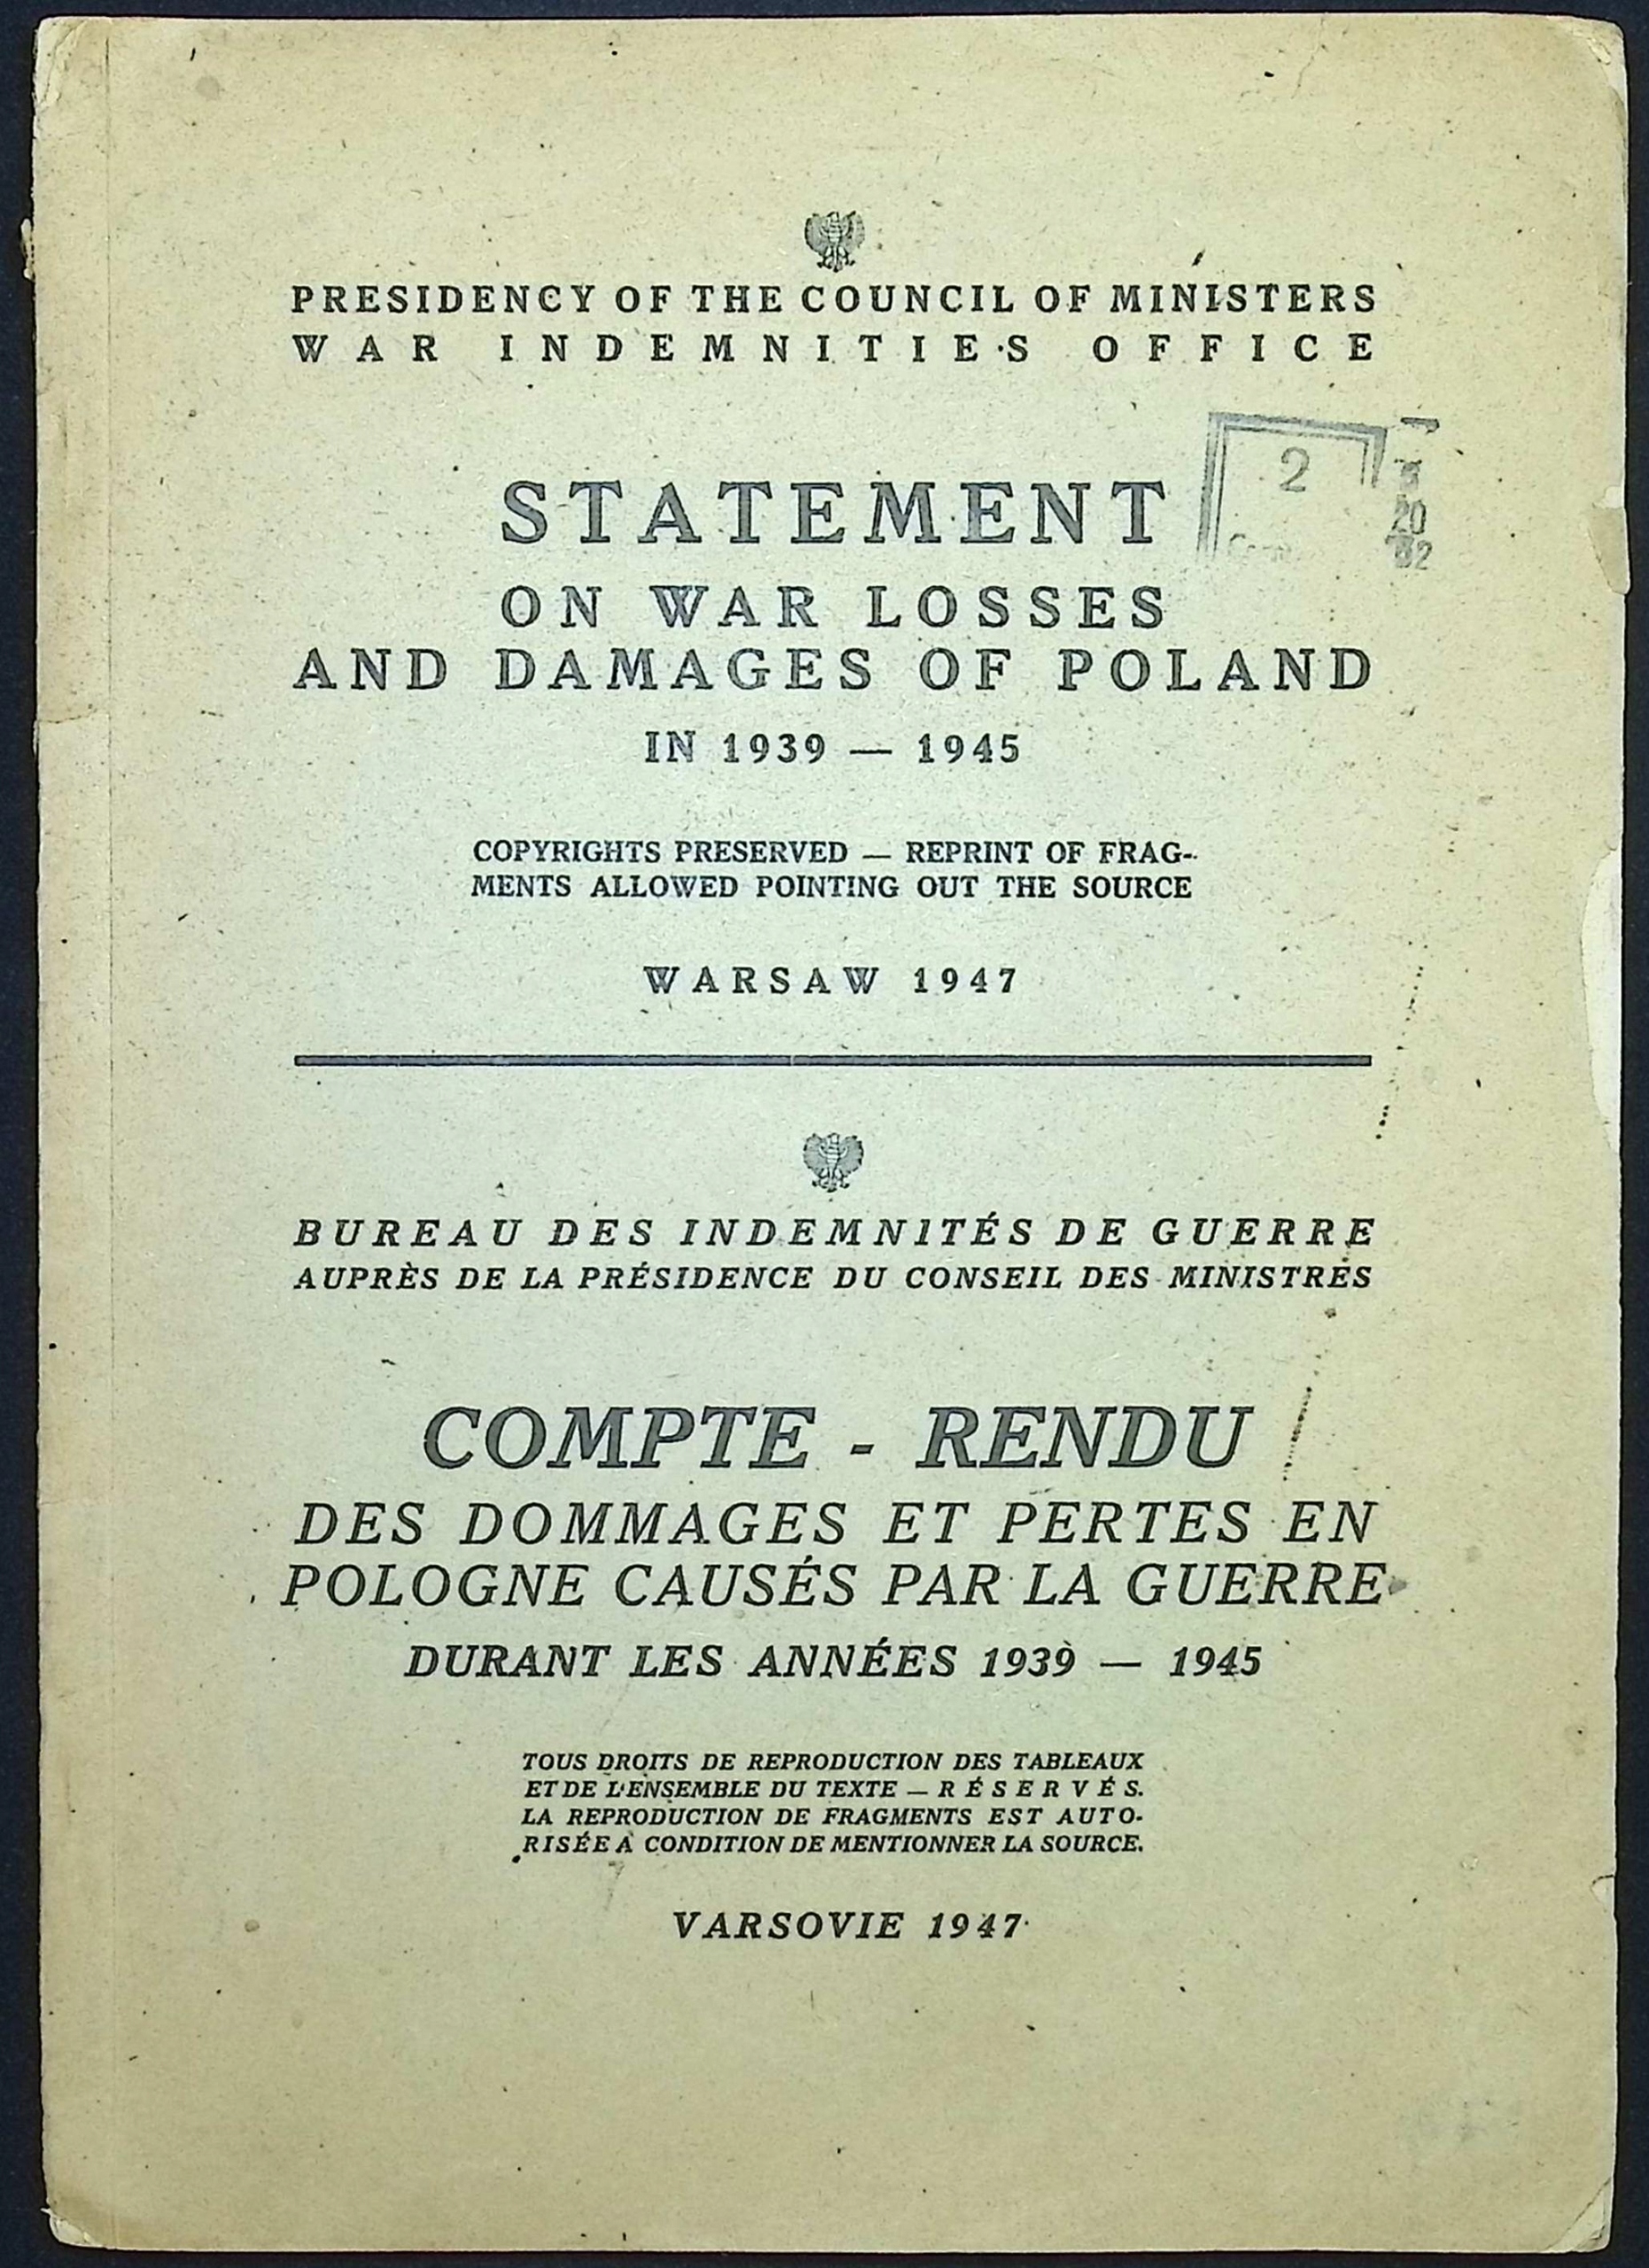 PRESIDENCY OF THE COUNCIL OF MINISTERS
WAR INDEMNITIES OFFICE
2
20
STATEMENT
ON WAR LOSSES
AND DAMAGES OF POLAND
IN 1939 — 1945
COPYRIGHTS PRESERVED — REPRINT OF FRAG-
MENTS ALLOWED POINTING OUT THE SOURCE
WARSAW 1947
BUREAU DES INDEMNITÉS DE GUERRE
AUPRÈS DE LA PRÉSIDENCE DU CONSEIL DES MINISTRES
COMPTE - RENDU
DES DOMMAGES ET PERTES EN
POLOGNE CAUSÉS PAR LA GUERRE
DURANT LES ANNÉES 1939 — 1945
TOUS DROITS DE REPRODUCTION DES TABLEAUX
ET DE L'ENSEMBLE DU TEXTE — RÉSERVÉS.
LA REPRODUCTION DE FRAGMENTS EST AUTO-
RISÉE À CONDITION DE MENTIONNER LA SOURCE.
VARSOVIE 1947